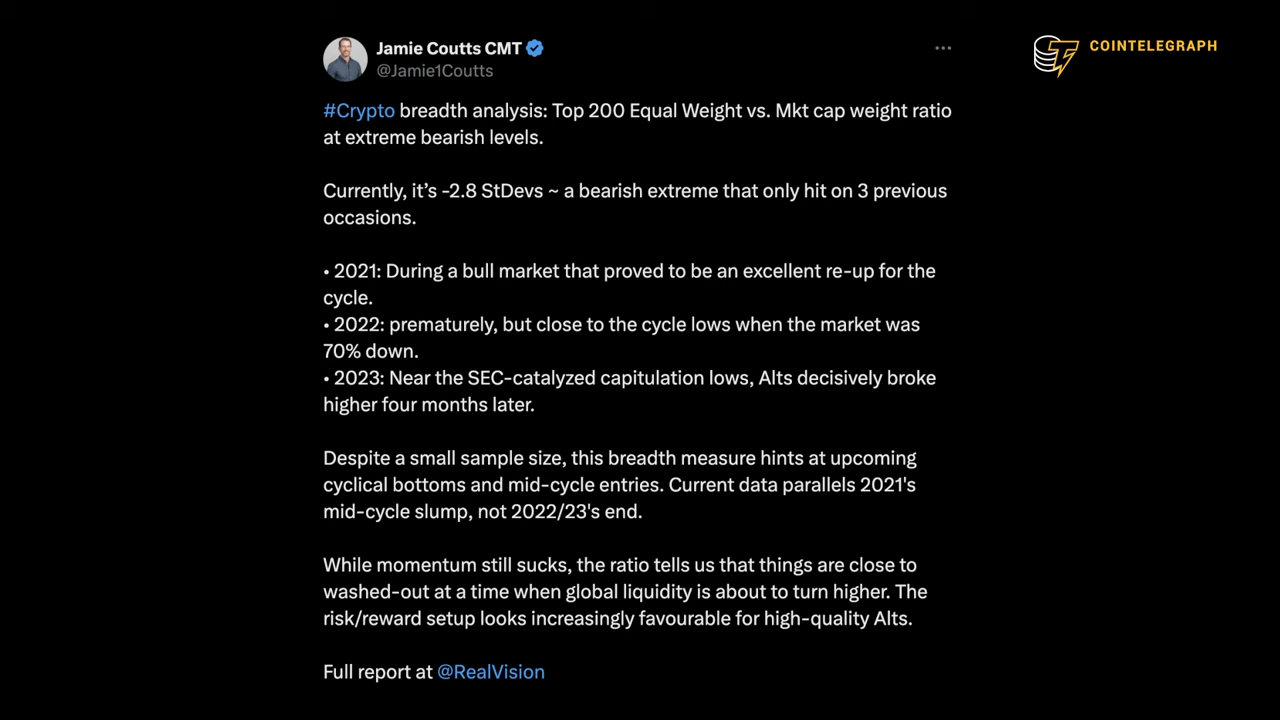 Jamie Coutts CMT
@Jamie1Coutts
COINTELEGRAPH
#Crypto breadth analysis: Top 200 Equal Weight vs. Mkt cap weight ratio
at extreme bearish levels.
Currently, it’s -2.8 StDevs ~ a bearish extreme that only hit on 3 previous
occasions.
• 2021: During a bull market that proved to be an excellent re-up for the
cycle.
• 2022: prematurely, but close to the cycle lows when the market was
70% down.
• 2023: Near the SEC-catalyzed capitulation lows, Alts decisively broke
higher four months later.
Despite a small sample size, this breadth measure hints at upcoming
cyclical bottoms and mid-cycle entries. Current data parallels 2021's
mid-cycle slump, not 2022/23's end.
While momentum still sucks, the ratio tells us that things are close to
washed-out at a time when global liquidity is about to turn higher. The
risk/reward setup looks increasingly favourable for high-quality Alts.
Full report at @RealVision